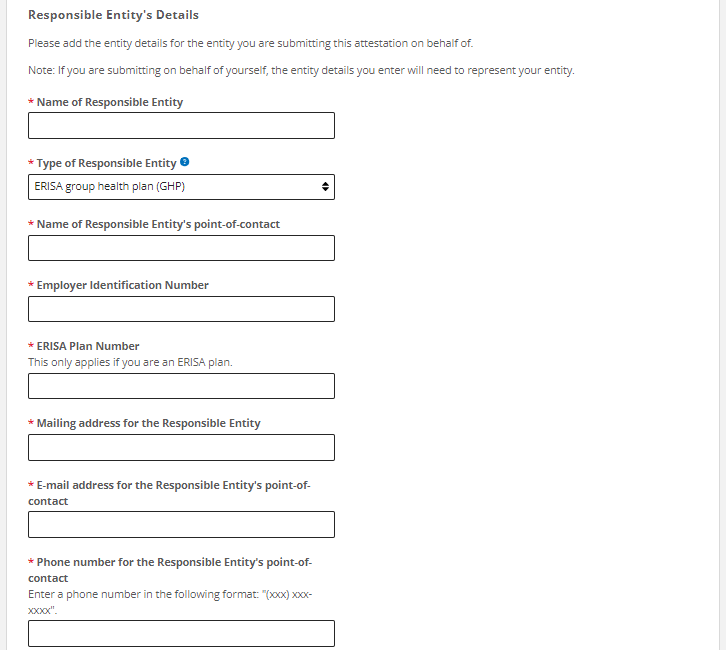 Responsible Entity's Details
Please add the entity details for the entity you are submitting this attestation on behalf of.
Note: If you are submitting on behalf of yourself, the entity details you enter will need to represent your entity.
* Name of Responsible Entity
* Type of Responsible Entity ?
ERISA group health plan (GHP)
* Name of Responsible Entity's point-of-contact
* Employer Identification Number
* ERISA Plan Number
This only applies if you are an ERISA plan.
* Mailing address for the Responsible Entity
* E-mail address for the Responsible Entity's point-of-
contact
* Phone number for the Responsible Entity's point-of-
contact
Enter a phone number in the following format: "(xxx) xxx-
xxxx".